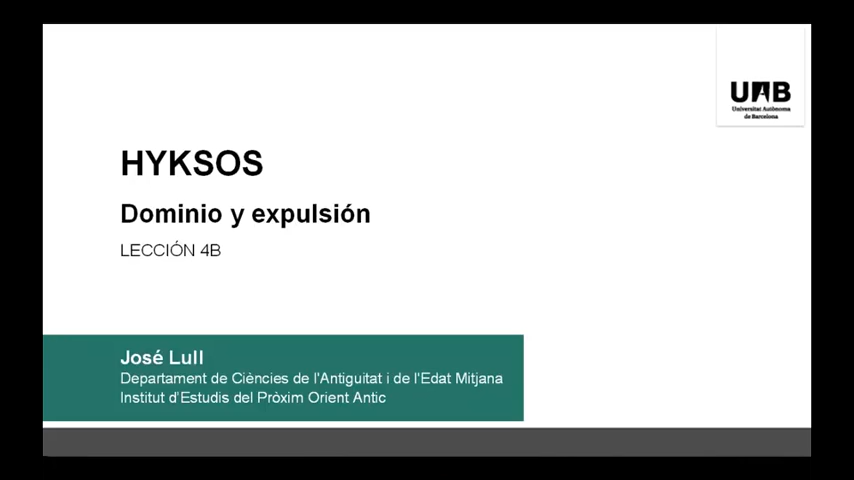 UAB
Universitat Autònoma
de Barcelona
HYKSOS
Dominio y expulsión
LECCIÓN 4B
José Lull
Departament de Ciències de l'Antiguitat i de l'Edat Mitjana
Institut d'Estudis del Pròxim Orient Antic